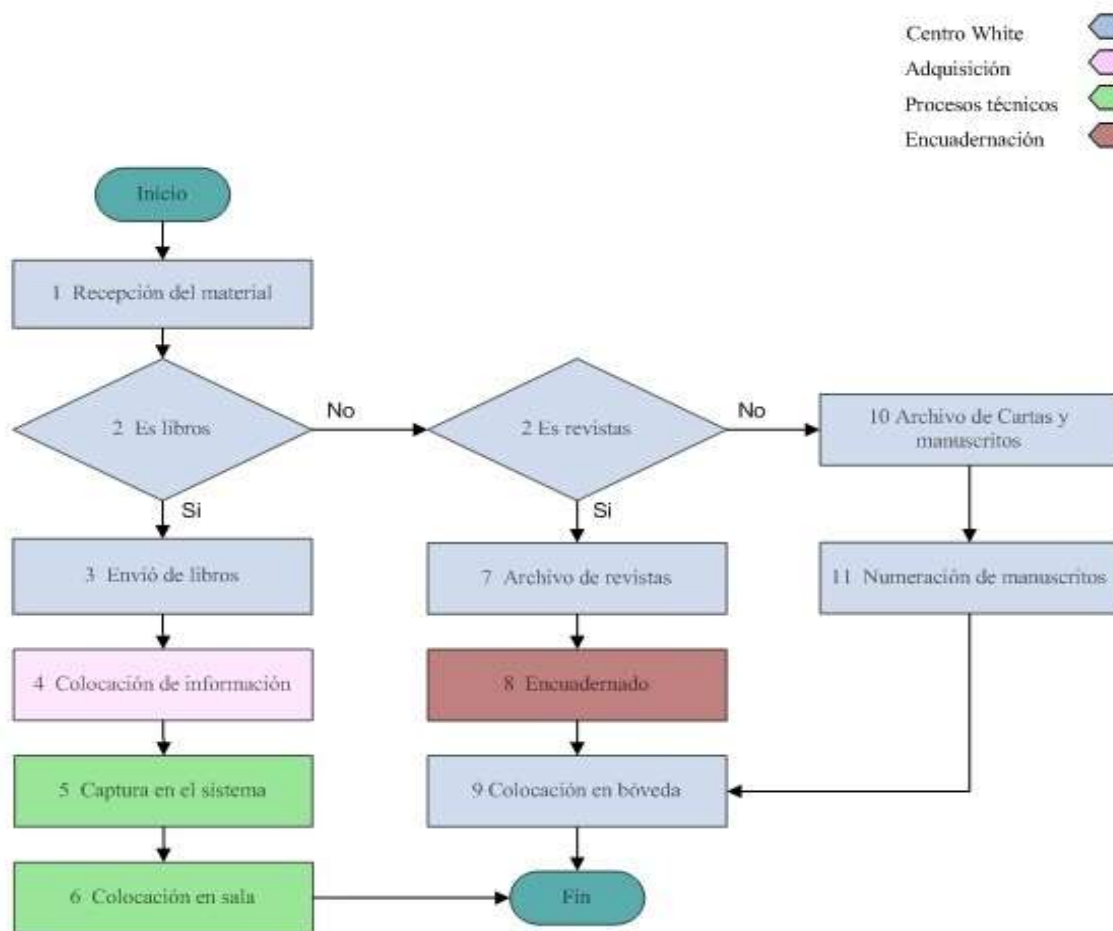 Centro White
Adquisición
Procesos técnicos
Encuadernación
Inicio
1 Recepción del material
2 Es libros
No
2 Es revistas
No
10 Archivo de Cartas y
manuscritos
Si
Si
3 Envió de libros
7 Archivo de revistas
11 Numeración de manuscritos
4 Colocación de información
8 Encuadernado
5 Captura en el sistema
9 Colocación en bóveda
6 Colocación en sala
Fin